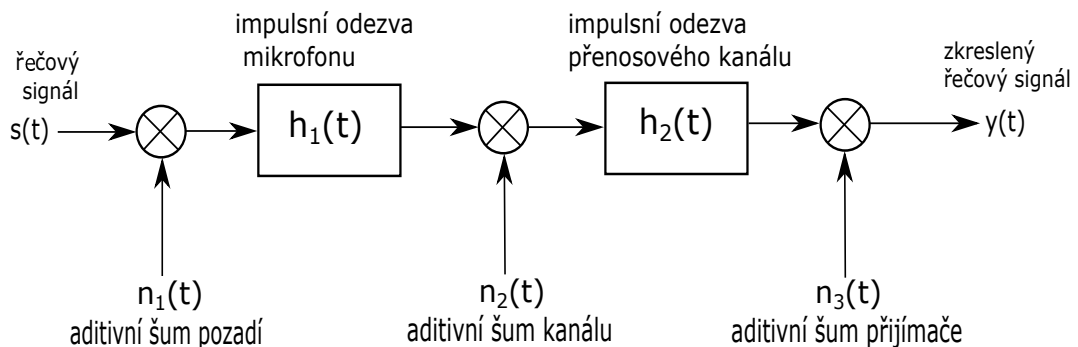 řečový
signál
s(t)
impulsní odezva
mikrofonu
h₁(t)
impulsní odezva
přenosového kanálu
h₂(t)
zkreslený
řečový signál
y(t)
n₁(t)
aditivní šum pozadí
n₂(t)
aditivní šum kanálu
n₃(t)
aditivní šum přijímače